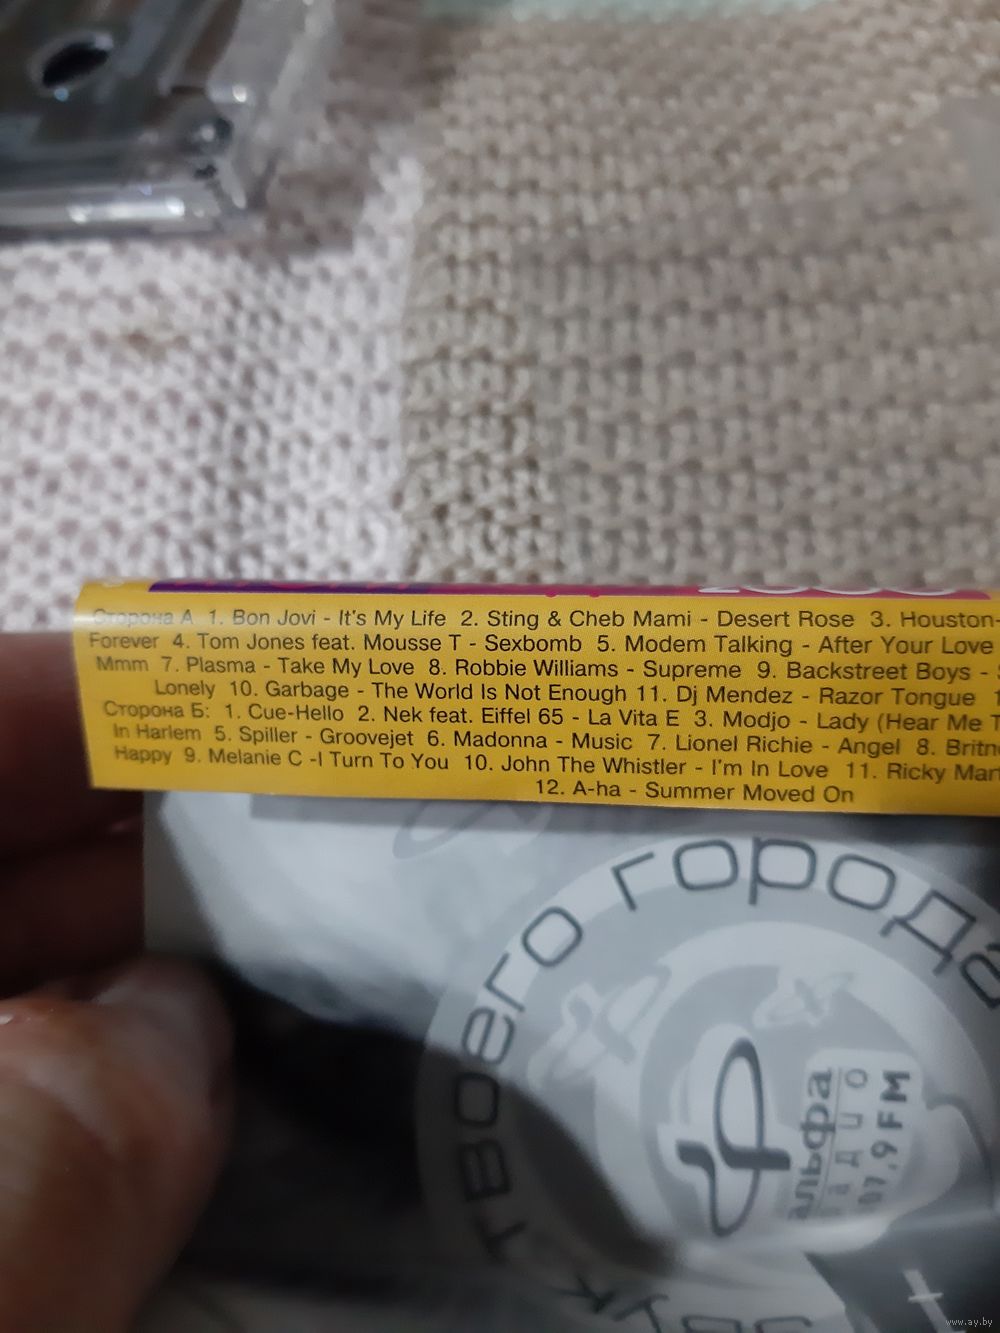 Сторона А 1. Bon Jovi - It's My Life 2. Sting & Cheb Mami - Desert Rose 3. Houston-
Forever 4. Tom Jones feat. Mousse T - Sexbomb 5. Modem Talking - After Your Love
Mmm 7. Plasma - Take My Love 8. Robbie Williams - Supreme 9. Backstreet Boys -
Lonely 10. Garbage - The World Is Not Enough 11. Dj Mendez - Razor Tongue
Сторона Б: 1. Cue-Hello 2. Nek feat. Eiffel 65 - La Vita E 3. Modjo - Lady (Hear Me
In Harlem 5. Spiller - Groovejet 6. Madonna - Music 7. Lionel Richie - Angel 8.
Happy 9. Melanie C -I Turn To You 10. John The Whistler - I'm In Love 11. Ricky
12. A-ha - Summer Moved On
твоего города
альфа
радио
107,9FM
www.ay.by